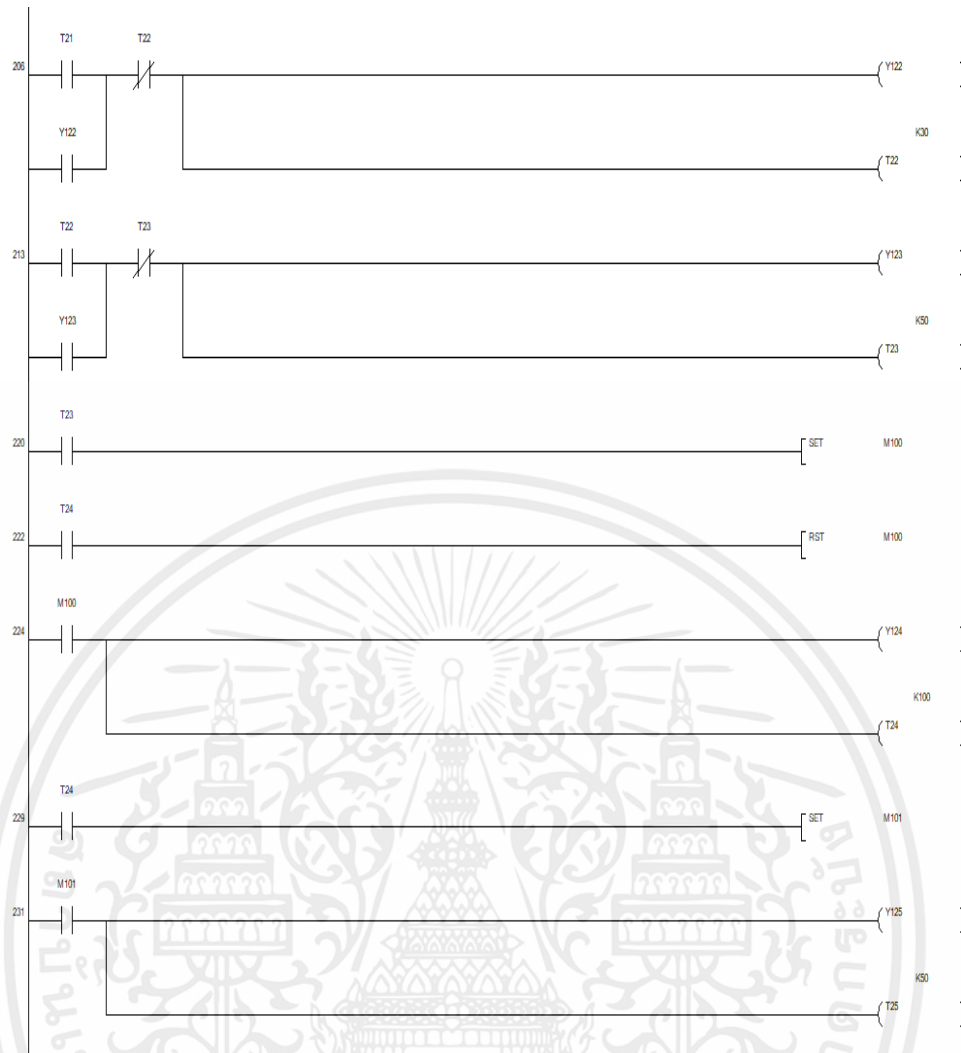 T21 T22
206 Y122
Y122 K30
T22
T22 T23
213 Y123
Y123 K50
T23
T23
220 SET M100
T24
222 RST M100
M100
224 Y124
K100
T24
T24
229 SET M101
M101
231 Y125
K50
T25